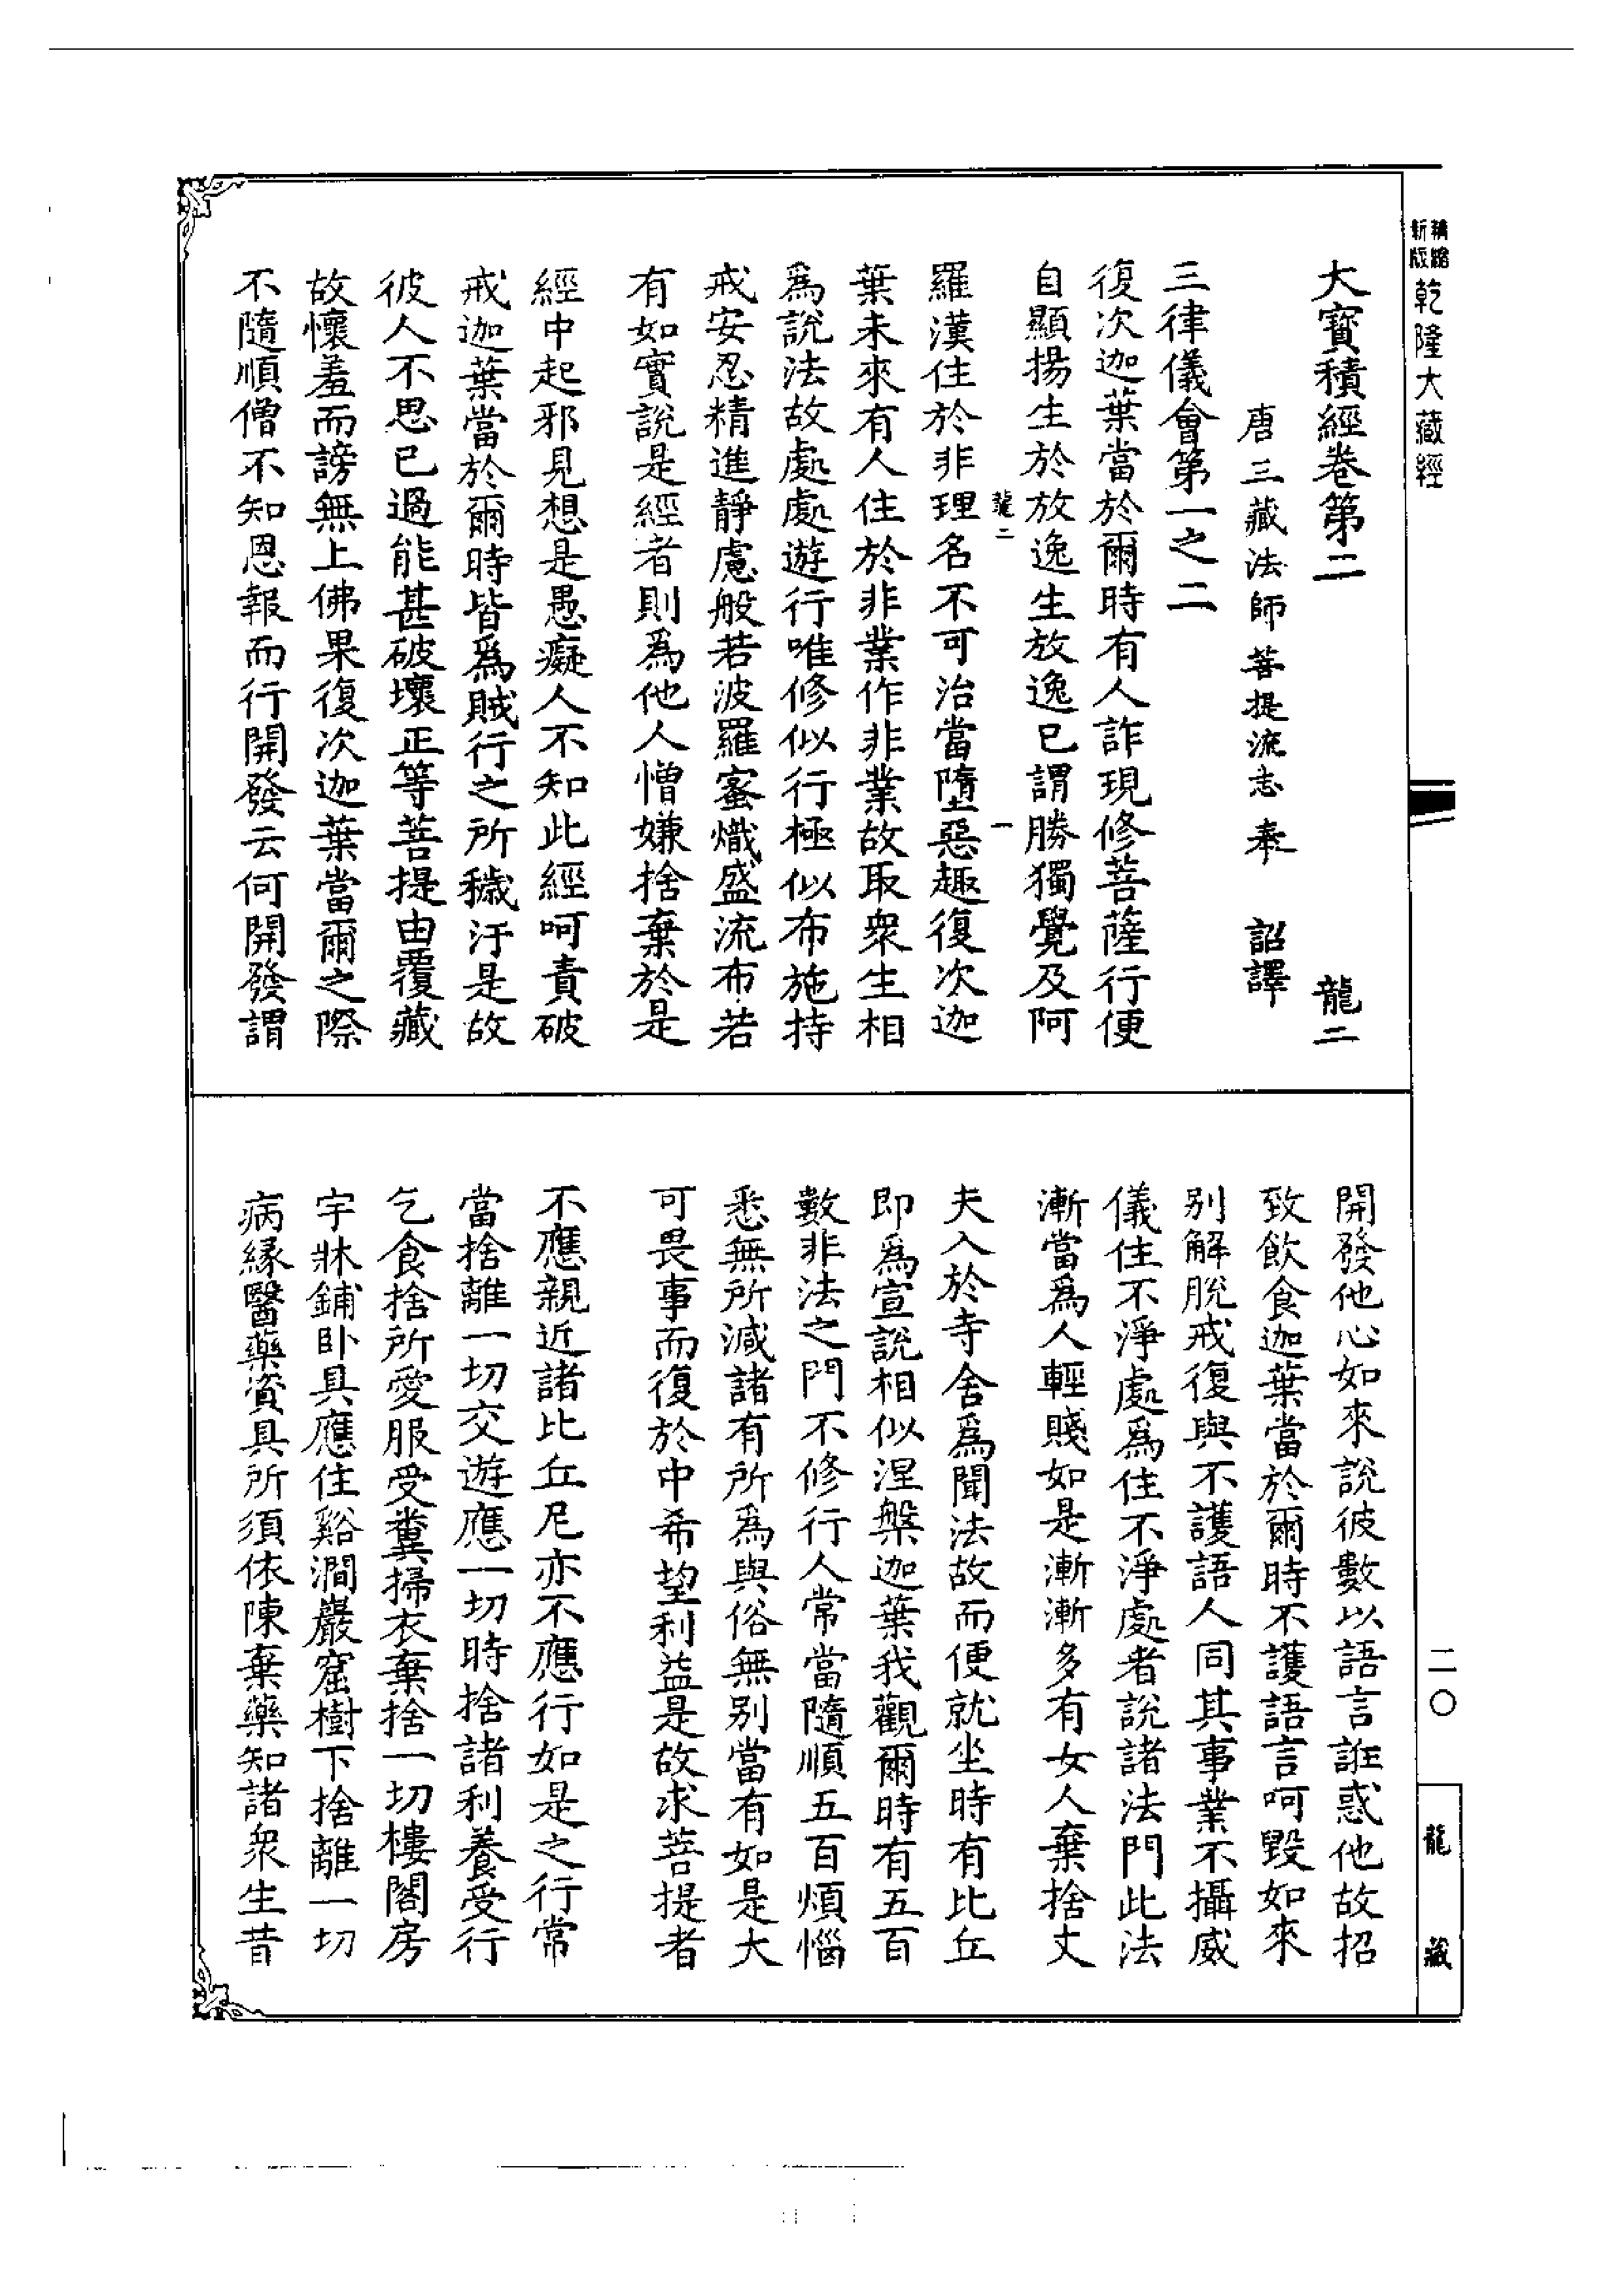 精縮新版乾隆大藏經
大寶積經卷第二 龍二
唐三藏法師菩提流志奉 詔譯
三律儀會第一之二
復次迦葉當於爾時有人詐現修菩薩行便
自顯揚生於放逸生放逸已謂勝獨覺及阿
龍二 一
羅漢住於非理名不可治當墮惡趣復次迦
葉未來有人住於非業作非業故取衆生相
爲說法故處處遊行唯修似行極似布施持
戒安忍精進靜慮般若波羅蜜熾盛流布若
有如實說是經者則爲他人憎嫌捨棄於是
經中起邪見想是愚癡人不知此經呵責破
戒迦葉當於爾時皆爲賊行之所穢汙是故
彼人不思已過能甚破壞正等菩提由覆藏
故懷羞而謗無上佛果復次迦葉當爾之際
不隨順僧不知恩報而行開發云何開發謂
開發他心如來說彼數以語言誑惑他故招
致飲食迦葉當於爾時不護語言呵毀如來
别解脫戒復與不護語人同其事業不攝威
儀住不淨處爲住不淨處者說諸法門此法
漸當爲人輕賤如是漸漸多有女人棄捨丈
夫入於寺舍爲聞法故而便就坐時有比丘
即爲宣說相似涅槃迦葉我觀爾時有五百
數非法之門不修行人常當隨順五百煩惱
悉無所減諸有所爲與俗無别當有如是大
可畏事而復於中希望利益是故求菩提者
不應親近諸比丘尼亦不應行如是之行常
當捨離一切交遊應一切時捨諸利養受行
乞食捨所愛服受糞掃衣棄捨一切樓閣房
宇牀鋪卧具應住谿澗巖窟樹下捨離一切
病緣醫藥資具所須依陳棄藥知諸衆生昔
二〇
龍藏